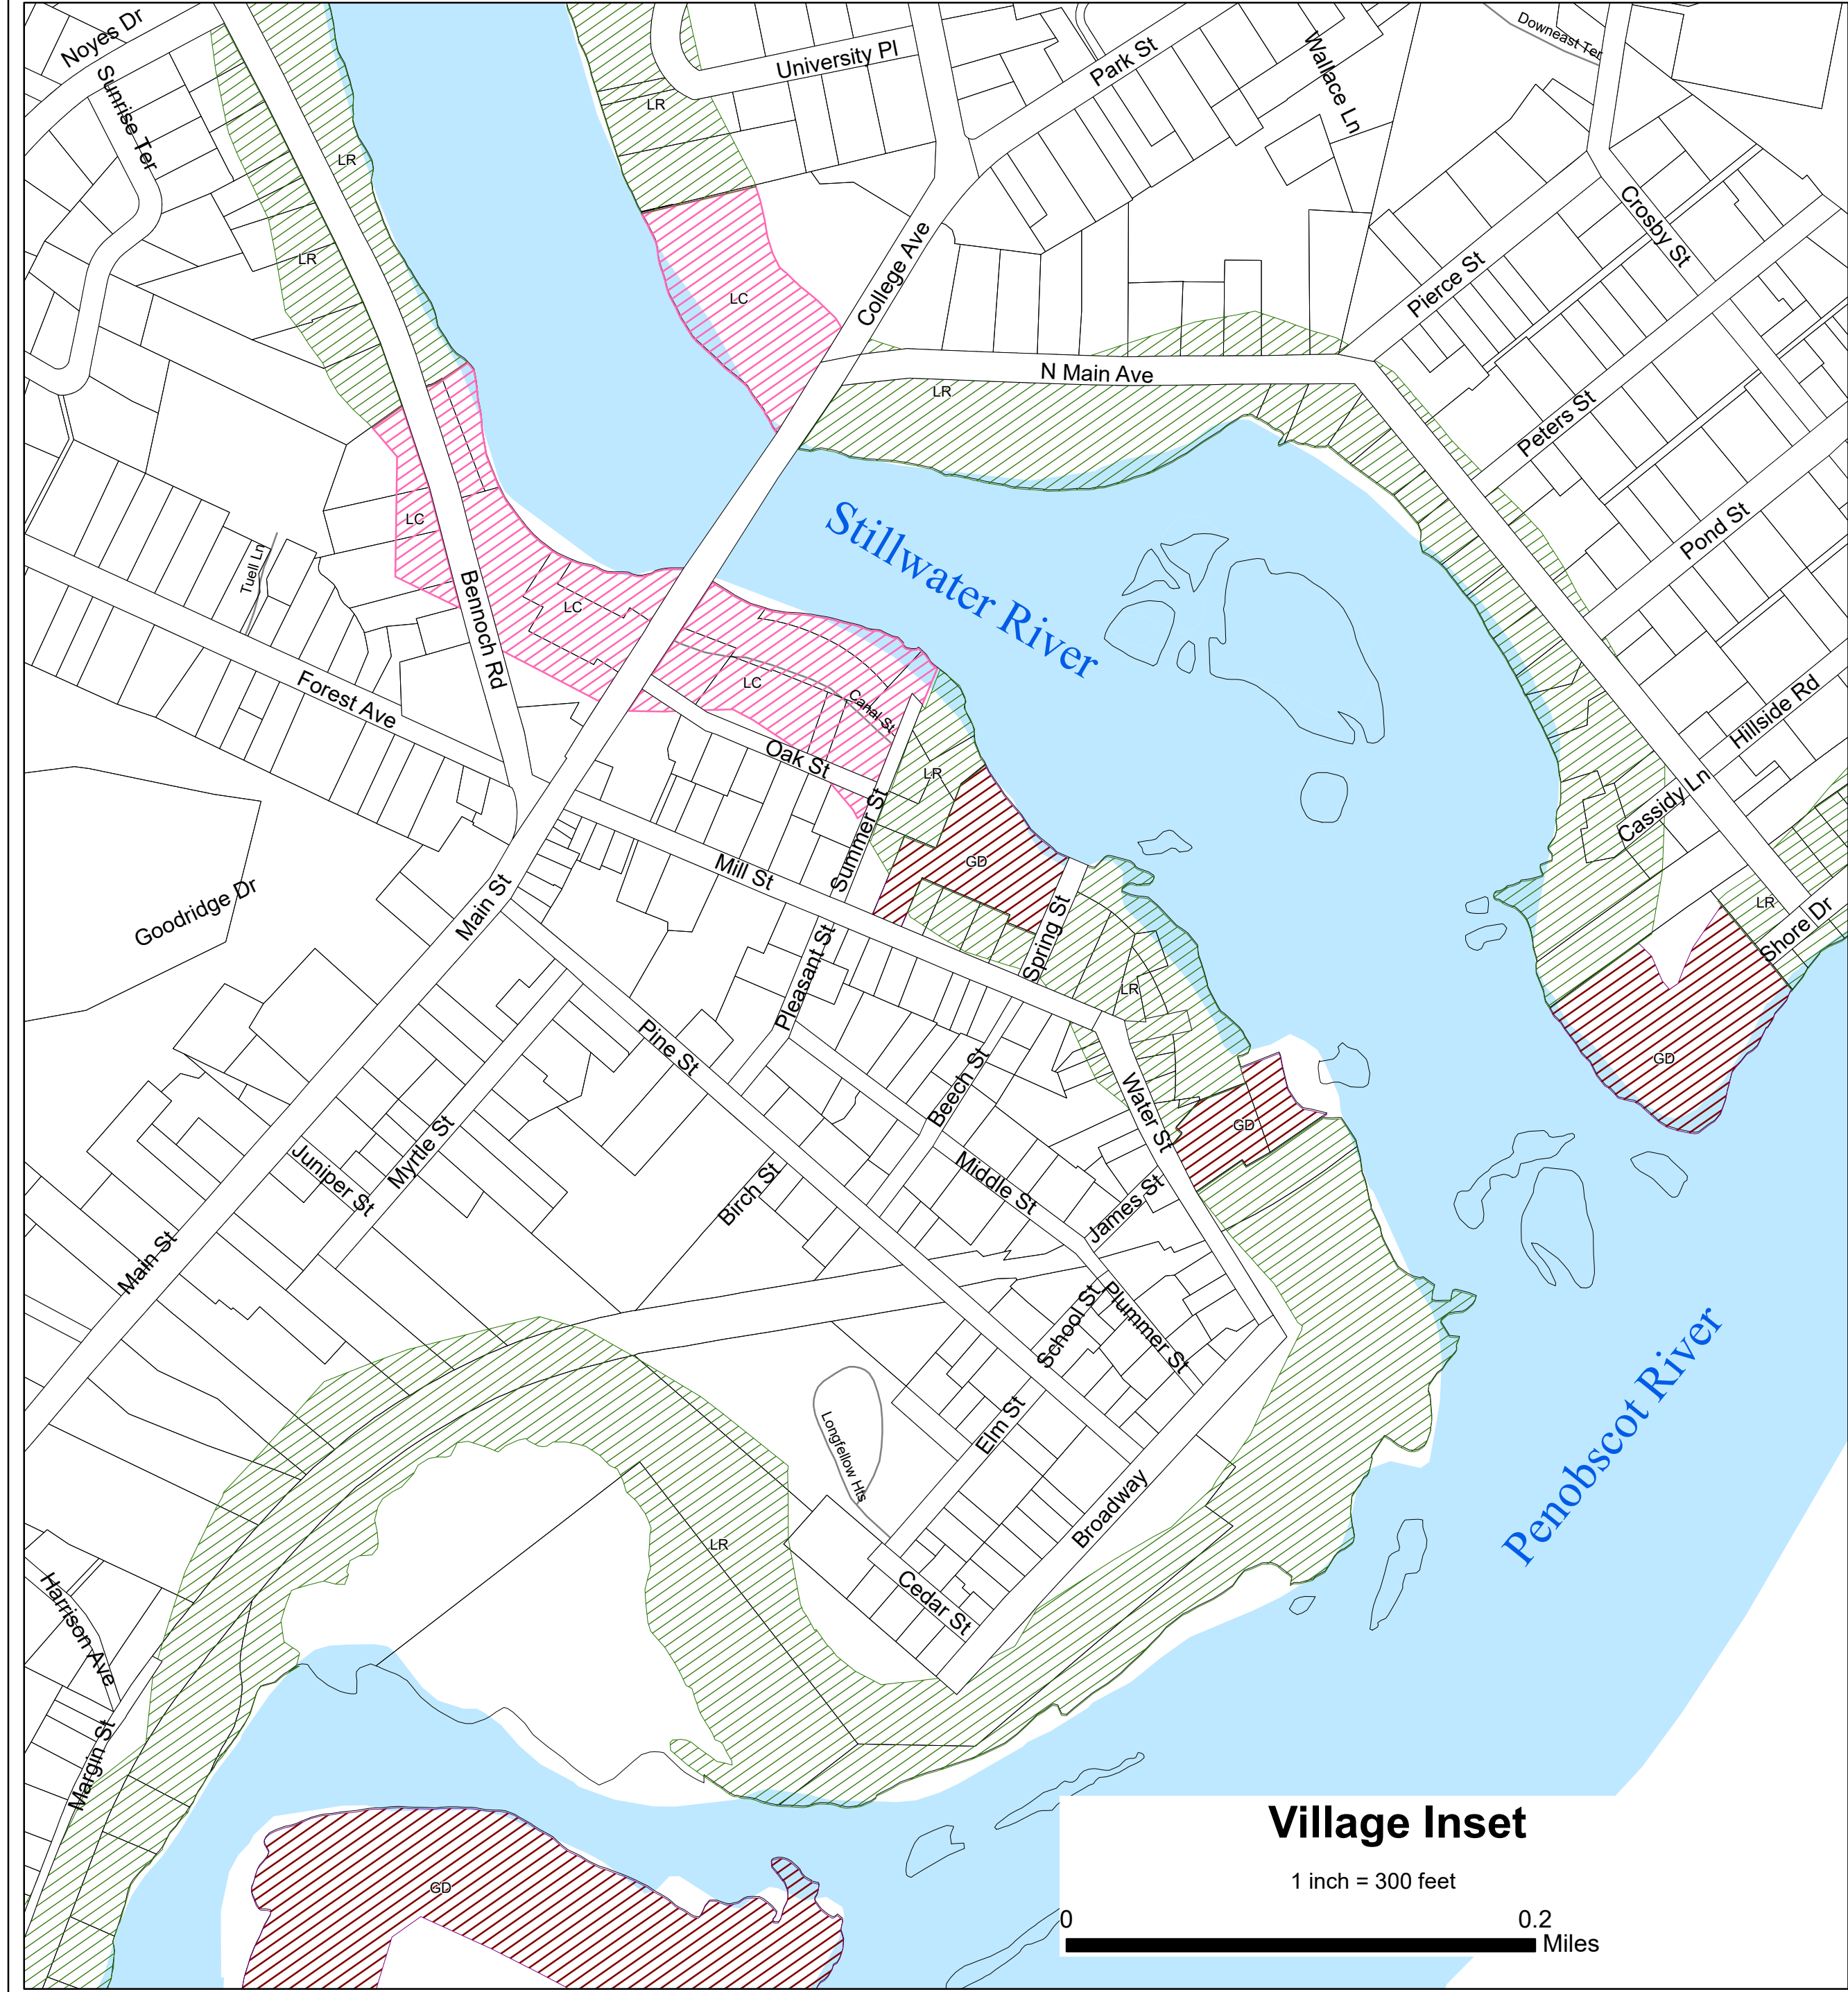 Noyes Dr
Sunrise Ter
University Pl
Park St
Wallace Ln
Downeast Ter
LR
LR
LR
LC
College Ave
Crosby St
Pierce St
N Main Ave
LR
Peters St
Pond St
Stillwater River
LC
Tuell Ln
Bennoch Rd
LC
LC
Canal St
Forest Ave
Oak St
Hillside Rd
Cassidy Ln
LR
Summer St
GD
Mill St
Goodridge Dr
Main St
Pleasant St
Spring St
LR
Shore Dr
LR
GD
Pine St
Beech St
Water St
GD
Juniper St
Myrtle St
Birch St
Middle St
James St
Main St
School St
Plummer St
Penobscot River
Longfellow Hts
Elm St
Broadway
LR
Cedar St
Harrison Ave
Margin St
GD
Village Inset
1 inch = 300 feet
0 0.2
Miles